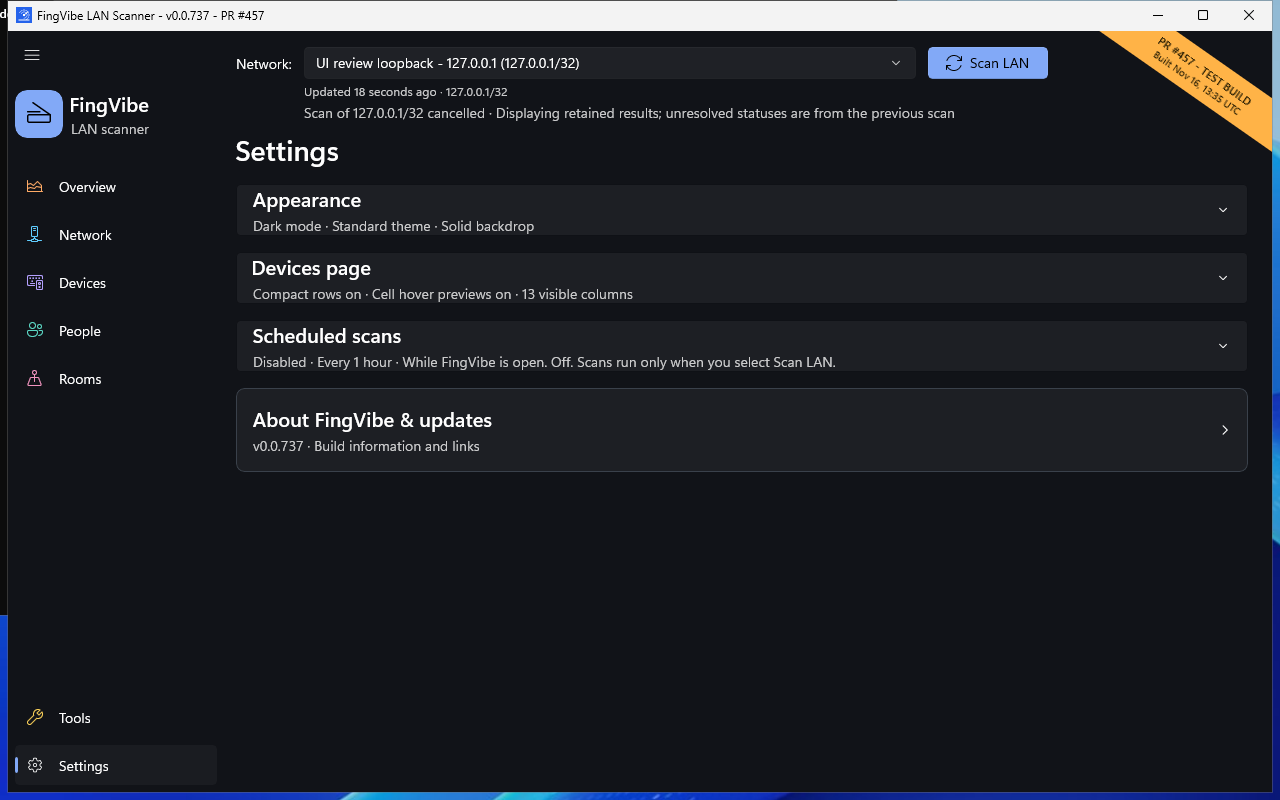 FingVibe LAN Scanner - v0.0.737 - PR #457
Network:
UI review loopback - 127.0.0.1 (127.0.0.1/32)
Scan LAN
PR #457 - TEST BUILD
Built Nov 16, 13:35 UTC
Updated 18 seconds ago · 127.0.0.1/32
Scan of 127.0.0.1/32 cancelled · Displaying retained results; unresolved statuses are from the previous scan
FingVibe
LAN scanner
Overview
Network
Devices
People
Rooms
Tools
Settings
Settings
Appearance
Dark mode · Standard theme · Solid backdrop
Devices page
Compact rows on · Cell hover previews on · 13 visible columns
Scheduled scans
Disabled · Every 1 hour · While FingVibe is open. Off. Scans run only when you select Scan LAN.
About FingVibe & updates
v0.0.737 · Build information and links